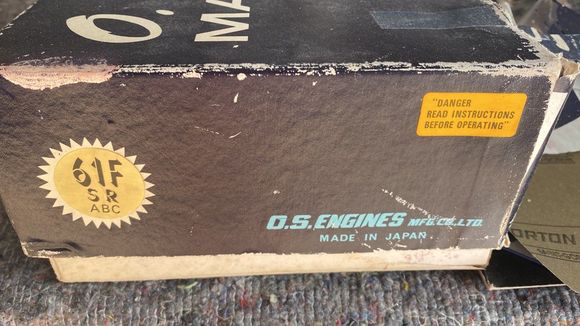 O.
MA
"DANGER
READ INSTRUCTIONS
BEFORE OPERATING"
61F
SR
ABC
O.S. ENGINES MFG. CO., LTD.
MADE IN JAPAN
ORTON